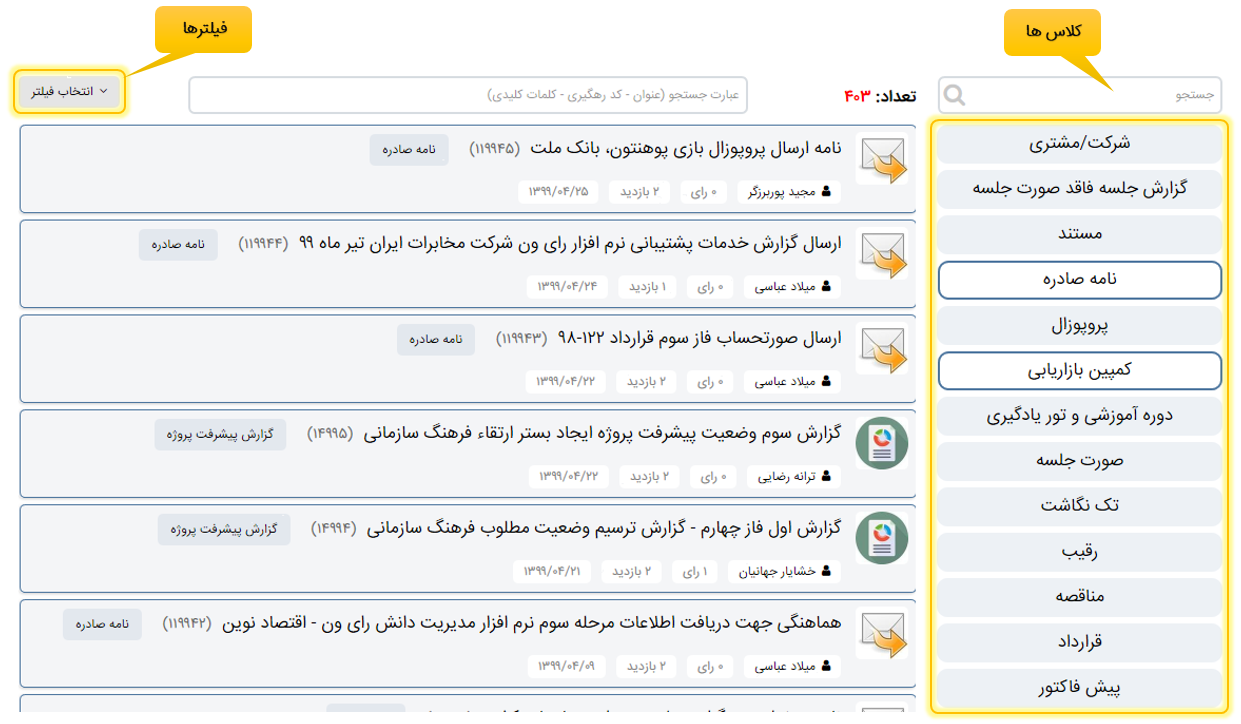 کلاس ها
فیلترها
جستجو
تعداد: ۴۰۳
عبارت جستجو (عنوان - کد رهگیری - کلمات کلیدی)
انتخاب فیلتر
شرکت/مشتری
گزارش جلسه فاقد صورت جلسه
مستند
نامه صادره
پروپوزال
کمپین بازاریابی
دوره آموزشی و تور یادگیری
صورت جلسه
تک نگاشت
رقیب
مناقصه
قرارداد
پیش فاکتور
نامه ارسال پروپوزال بازی پوهنتون، بانک ملت (۱۱۹۹۴۵) نامه صادره
مجید پوربرزگر ۰ رای ۲ بازدید ۱۳۹۹/۰۴/۲۵
ارسال گزارش خدمات پشتیبانی نرم افزار رای ون شرکت مخابرات ایران تیر ماه ۹۹ (۱۱۹۹۴۴) نامه صادره
میلاد عباسی ۰ رای ۱ بازدید ۱۳۹۹/۰۴/۲۴
ارسال صورتحساب فاز سوم قرارداد ۱۲۲-۹۸ (۱۱۹۹۴۳) نامه صادره
میلاد عباسی ۰ رای ۲ بازدید ۱۳۹۹/۰۴/۲۲
گزارش سوم وضعیت پیشرفت پروژه ایجاد بستر ارتقاء فرهنگ سازمانی (۱۴۹۹۵) گزارش پیشرفت پروژه
ترانه رضایی ۰ رای ۲ بازدید ۱۳۹۹/۰۴/۲۲
گزارش اول فاز چهارم - گزارش ترسیم وضعیت مطلوب فرهنگ سازمانی (۱۴۹۹۴) گزارش پیشرفت پروژه
خشایار جهانیان ۱ رای ۲ بازدید ۱۳۹۹/۰۴/۲۱
هماهنگی جهت دریافت اطلاعات مرحله سوم نرم افزار مدیریت دانش رای ون - اقتصاد نوین (۱۱۹۹۴۲) نامه صادره
میلاد عباسی ۰ رای ۲ بازدید ۱۳۹۹/۰۴/۰۹